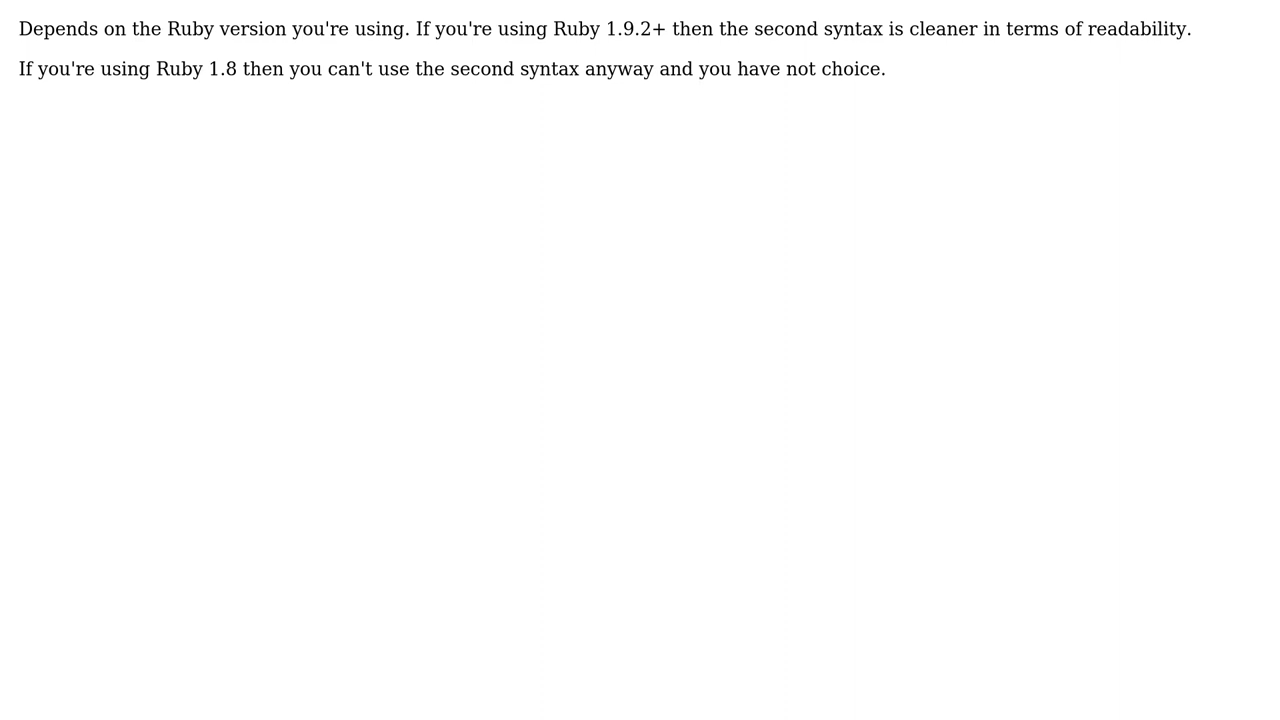 Depends on the Ruby version you're using. If you're using Ruby 1.9.2+ then the second syntax is cleaner in terms of readability.
If you're using Ruby 1.8 then you can't use the second syntax anyway and you have not choice.